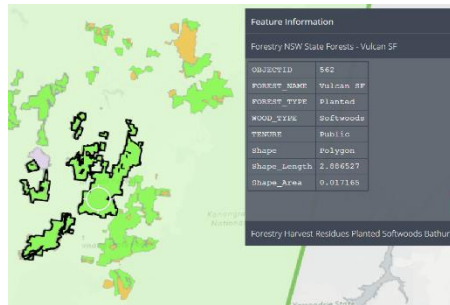 Feature Information
Forestry NSW State Forests - Vulcan SF
OBJECTID 562
FOREST_NAME Vulcan SF
FOREST_TYPE Planted
WOOD_TYPE Softwoods
TENURE Public
Shape Polygon
Shape_Length 2.886527
Shape_Area 0.017165
Forestry Harvest Residues Planted Softwoods Bathur